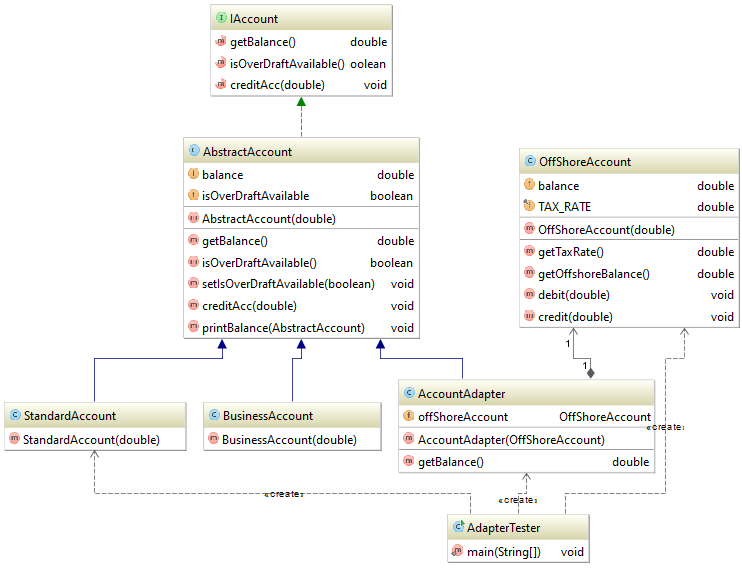 IAccount
getBalance() double
isOverDraftAvailable() oolean
creditAcc(double) void
AbstractAccount
balance double
isOverDraftAvailable boolean
AbstractAccount(double)
getBalance() double
isOverDraftAvailable() boolean
setIsOverDraftAvailable(boolean) void
creditAcc(double) void
printBalance(AbstractAccount) void
OffShoreAccount
balance double
TAX_RATE double
OffShoreAccount(double)
getTaxRate() double
getOffshoreBalance() double
debit(double) void
credit(double) void
1
1
StandardAccount
StandardAccount(double)
BusinessAccount
BusinessAccount(double)
AccountAdapter
offShoreAccount OffShoreAccount
AccountAdapter(OffShoreAccount)
getBalance() double
«create»
«create»
«create»
AdapterTester
main(String[]) void